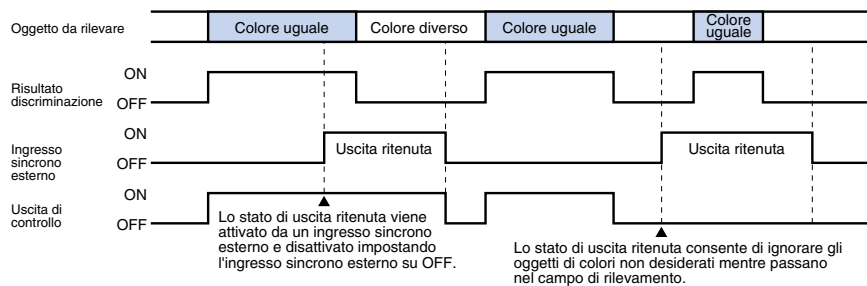 Oggetto da rilevare
Colore uguale
Colore diverso
Colore uguale
Colore
uguale
Risultato
discriminazione
ON
OFF
Ingresso
sincrono
esterno
ON
OFF
Uscita ritenuta
Uscita ritenuta
Uscita di
controllo
ON
OFF
Lo stato di uscita ritenuta viene
attivato da un ingresso sincrono
esterno e disattivato impostando
l'ingresso sincrono esterno su OFF.
Lo stato di uscita ritenuta consente di ignorare gli
oggetti di colori non desiderati mentre passano
nel campo di rilevamento.